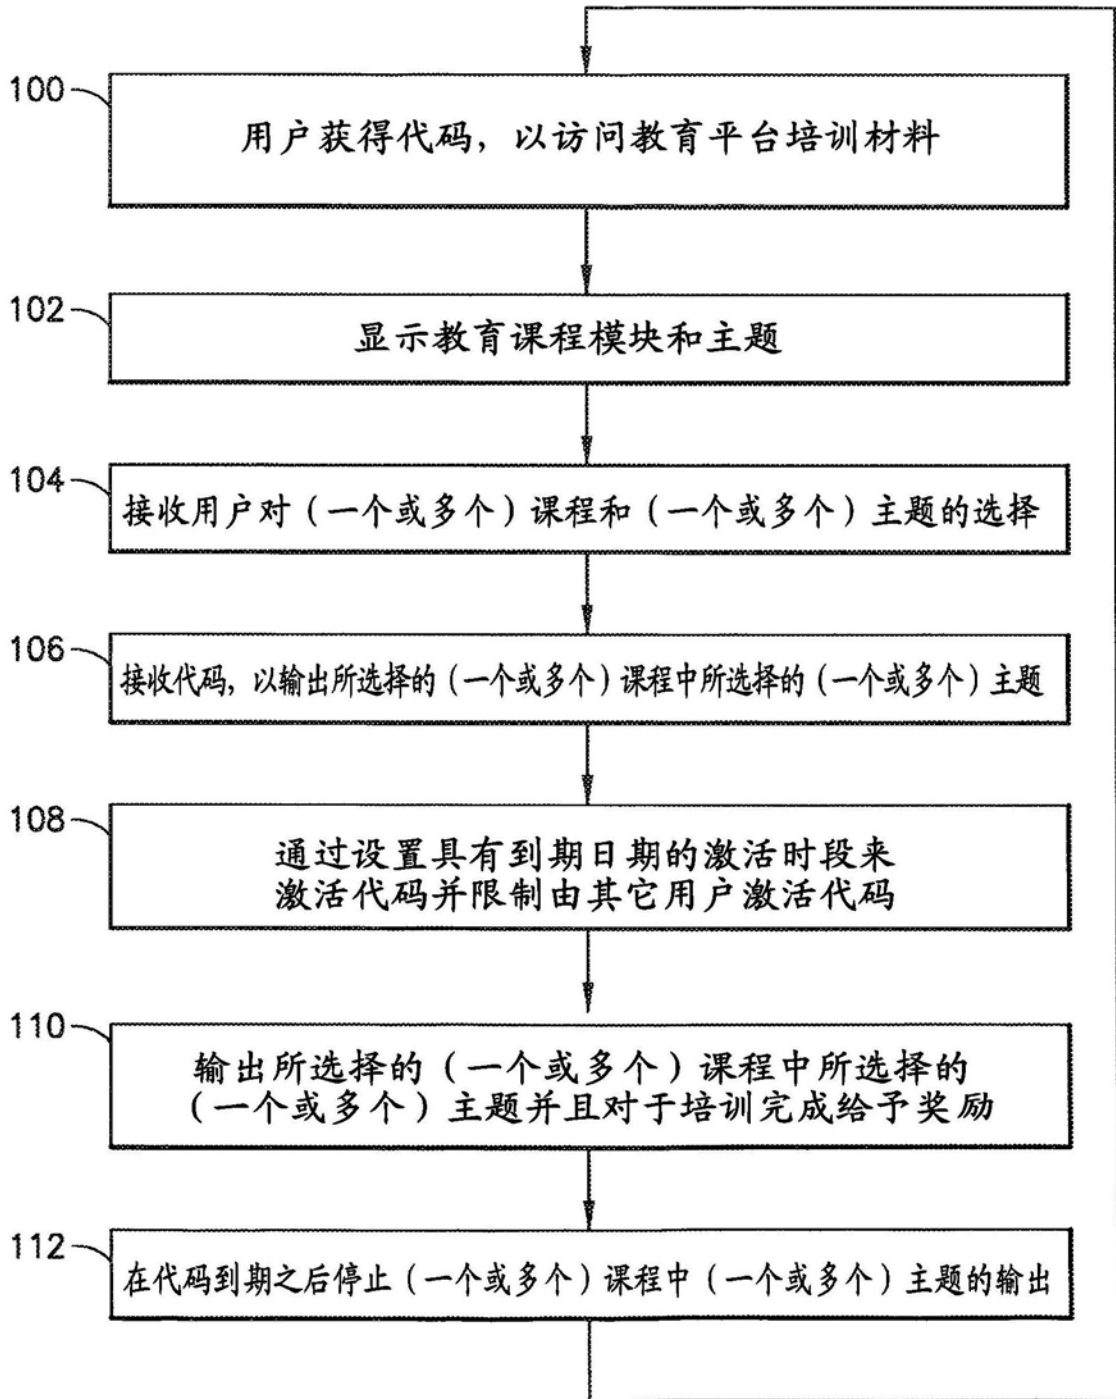 100
用户获得代码，以访问教育平台培训材料
102
显示教育课程模块和主题
104
接收用户对（一个或多个）课程和（一个或多个）主题的选择
106
接收代码，以输出所选择的（一个或多个）课程中所选择的（一个或多个）主题
108
通过设置具有到期日期的激活时段来
激活代码并限制由其它用户激活代码
110
输出所选择的（一个或多个）课程中所选择的
（一个或多个）主题并且对于培训完成给予奖励
112
在代码到期之后停止（一个或多个）课程中（一个或多个）主题的输出